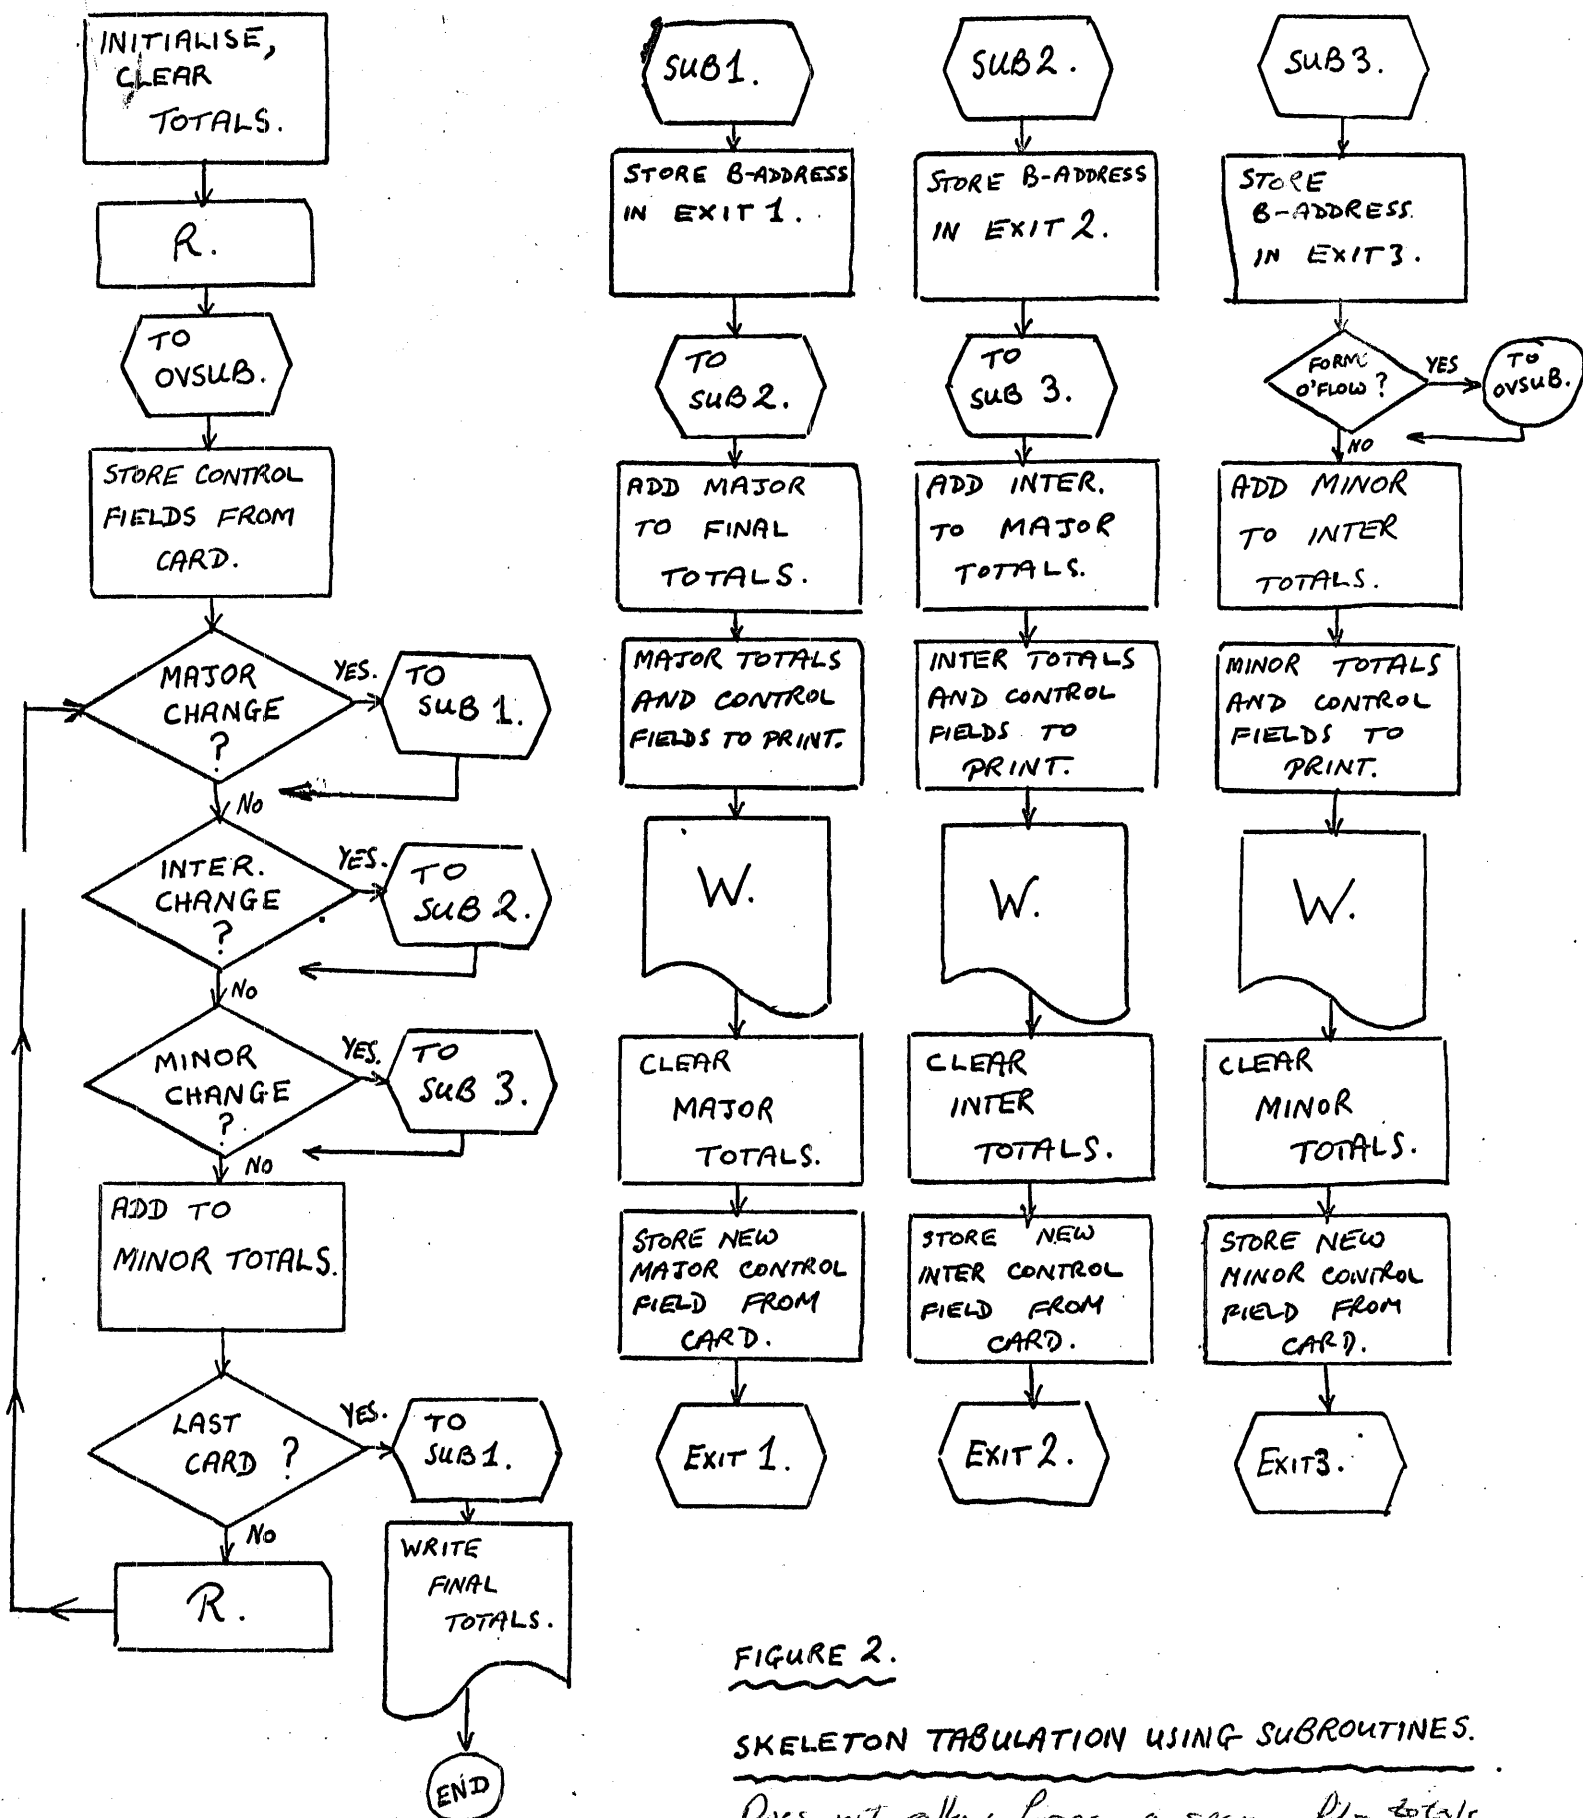 INITIALISE,
CLEAR
TOTALS.
R.
TO
OVSUB.
STORE CONTROL
FIELDS FROM
CARD.
MAJOR
CHANGE
?
YES.
TO
SUB 1.
NO
INTER.
CHANGE
?
YES.
TO
SUB 2.
NO
MINOR
CHANGE
?
YES.
TO
SUB 3.
NO
ADD TO
MINOR TOTALS.
LAST
CARD ?
YES.
TO
SUB 1.
NO
R.
WRITE
FINAL
TOTALS.
END
SUB 1.
STORE B-ADDRESS
IN EXIT 1.
TO
SUB 2.
ADD MAJOR
TO FINAL
TOTALS.
MAJOR TOTALS
AND CONTROL
FIELDS TO PRINT.
W.
CLEAR
MAJOR
TOTALS.
STORE NEW
MAJOR CONTROL
FIELD FROM
CARD.
EXIT 1.
SUB 2.
STORE B-ADDRESS
IN EXIT 2.
TO
SUB 3.
ADD INTER.
TO MAJOR
TOTALS.
INTER TOTALS
AND CONTROL
FIELDS TO
PRINT.
W.
CLEAR
INTER
TOTALS.
STORE NEW
INTER CONTROL
FIELD FROM
CARD.
EXIT 2.
SUB 3.
STORE
B-ADDRESS.
IN EXIT 3.
FORM
O'FLOW ?
YES
TO
OVSUB.
NO
ADD MINOR
TO INTER
TOTALS.
MINOR TOTALS
AND CONTROL
FIELDS TO
PRINT.
W.
CLEAR
MINOR
TOTALS.
STORE NEW
MINOR CONTROL
FIELD FROM
CARD.
EXIT 3.
FIGURE 2.
SKELETON TABULATION USING SUBROUTINES.
Does not allow totals